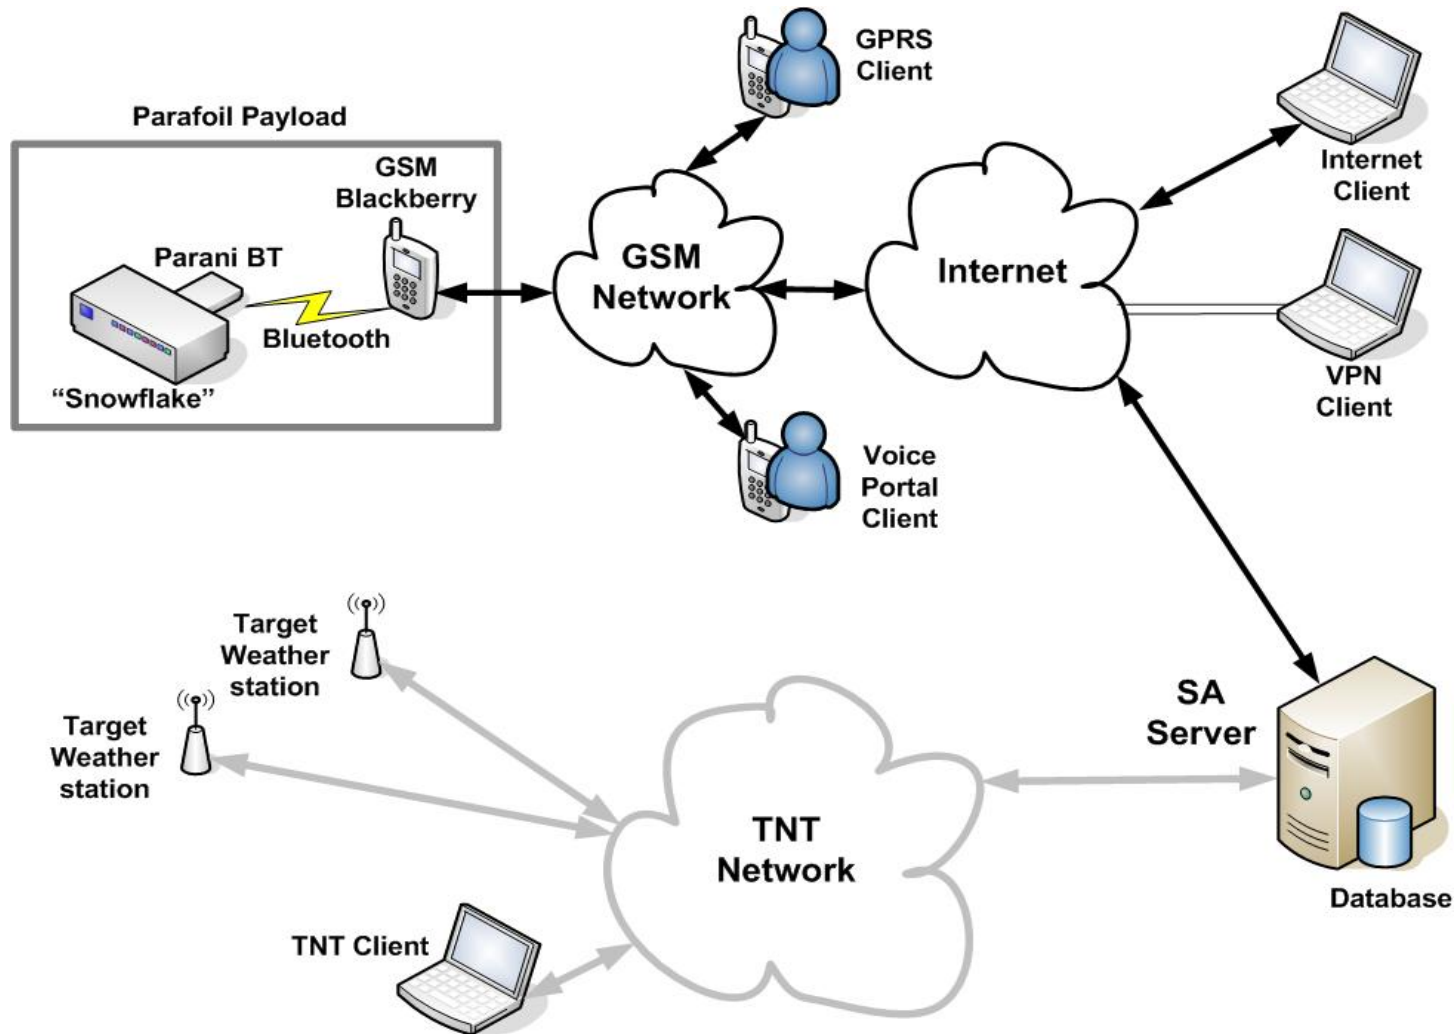 GPRS
Client
Parafoil Payload
GSM
Blackberry
Parani BT
Bluetooth
“Snowflake”
GSM
Network
Internet
Internet
Client
VPN
Client
Voice
Portal
Client
Target
Weather
station
Target
Weather
station
SA
Server
TNT
Network
Database
TNT Client